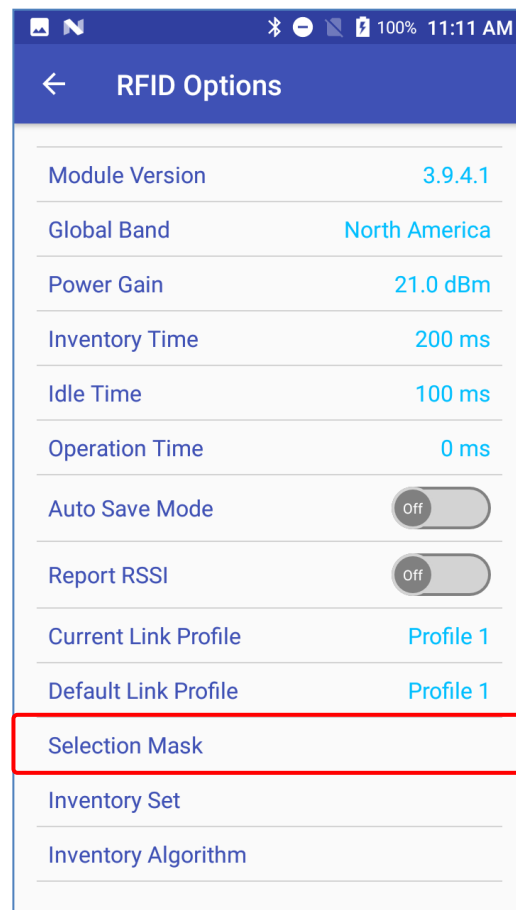 100% 11:11 AM
RFID Options
Module Version 3.9.4.1
Global Band North America
Power Gain 21.0 dBm
Inventory Time 200 ms
Idle Time 100 ms
Operation Time 0 ms
Auto Save Mode Off
Report RSSI Off
Current Link Profile Profile 1
Default Link Profile Profile 1
Selection Mask
Inventory Set
Inventory Algorithm